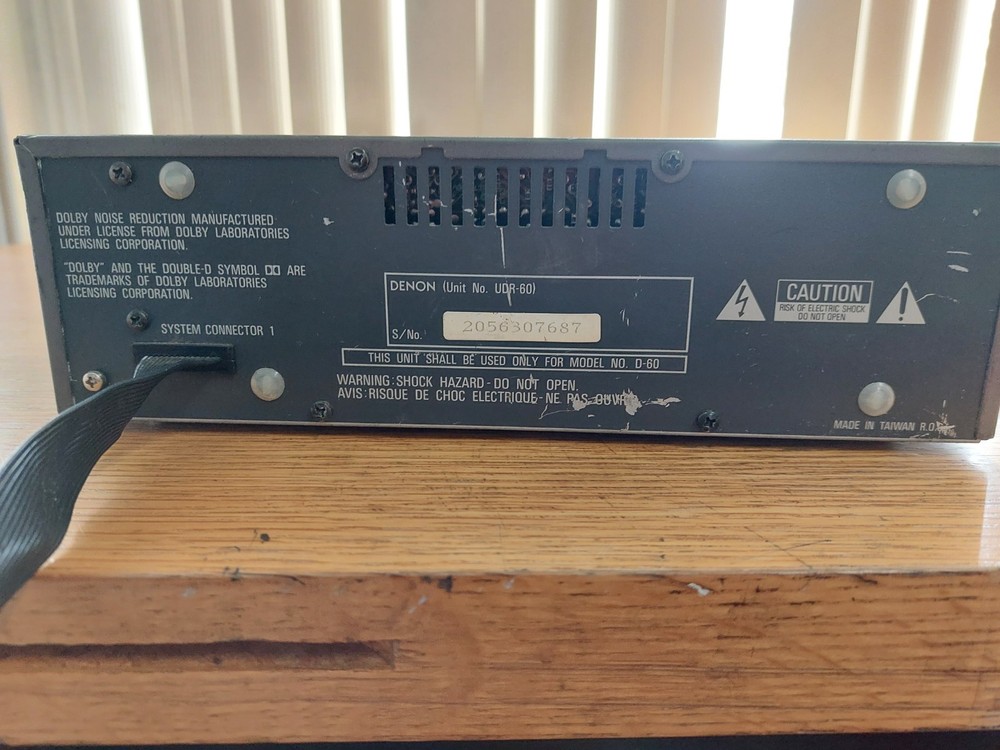 DOLBY NOISE REDUCTION MANUFACTURED
UNDER LICENSE FROM DOLBY LABORATORIES
LICENSING CORPORATION.
"DOLBY" AND THE DOUBLE-D SYMBOL ARE
TRADEMARKS OF DOLBY LABORATORIES
LICENSING CORPORATION.
SYSTEM CONNECTOR 1
DENON (Unit No. UDR-60)
S/No. 2056307687
THIS UNIT SHALL BE USED ONLY FOR MODEL NO. D-60
WARNING:SHOCK HAZARD-DO NOT OPEN.
AVIS:RISQUE DE CHOC ELECTRIQUE-NE PAS
CAUTION
RISK OF ELECTRIC SHOCK
DO NOT OPEN
MADE IN TAIWAN R.O.